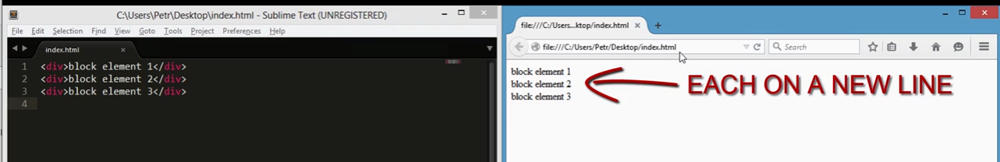 C:\Users\Petr\Desktop\index.html - Sublime Text (UNREGISTERED)
File Edit Selection Find View Goto Tools Project Preferences Help
index.html
1 <div>block element 1</div>
2 <div>block element 2</div>
3 <div>block element 3</div>
4
file:///C:/Users...ktop/index.html
file:///C:/Users/Petr/Desktop/index.html
Search
block element 1
block element 2
block element 3
EACH ON A NEW LINE